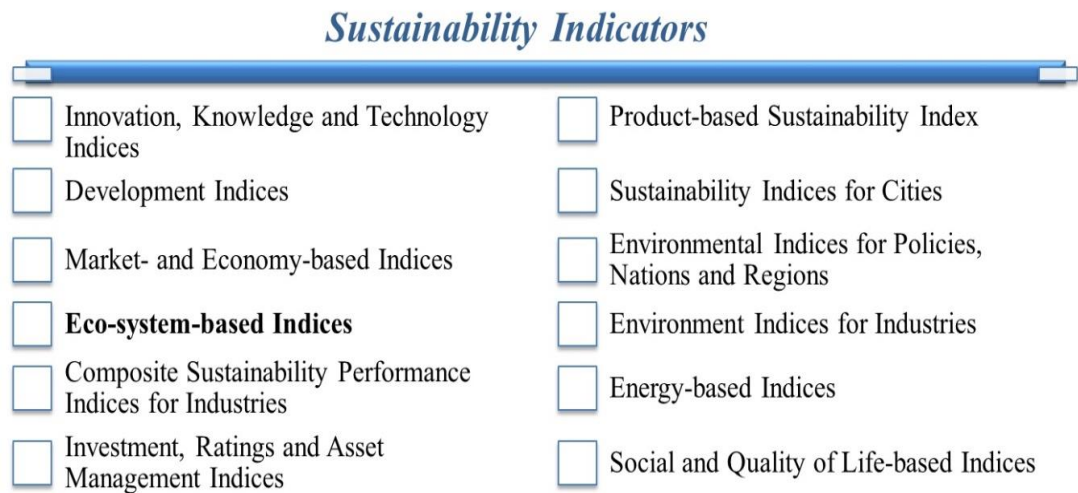 Sustainability Indicators
Innovation, Knowledge and Technology
Indices
Development Indices
Market- and Economy-based Indices
Eco-system-based Indices
Composite Sustainability Performance
Indices for Industries
Investment, Ratings and Asset
Management Indices
Product-based Sustainability Index
Sustainability Indices for Cities
Environmental Indices for Policies,
Nations and Regions
Environment Indices for Industries
Energy-based Indices
Social and Quality of Life-based Indices